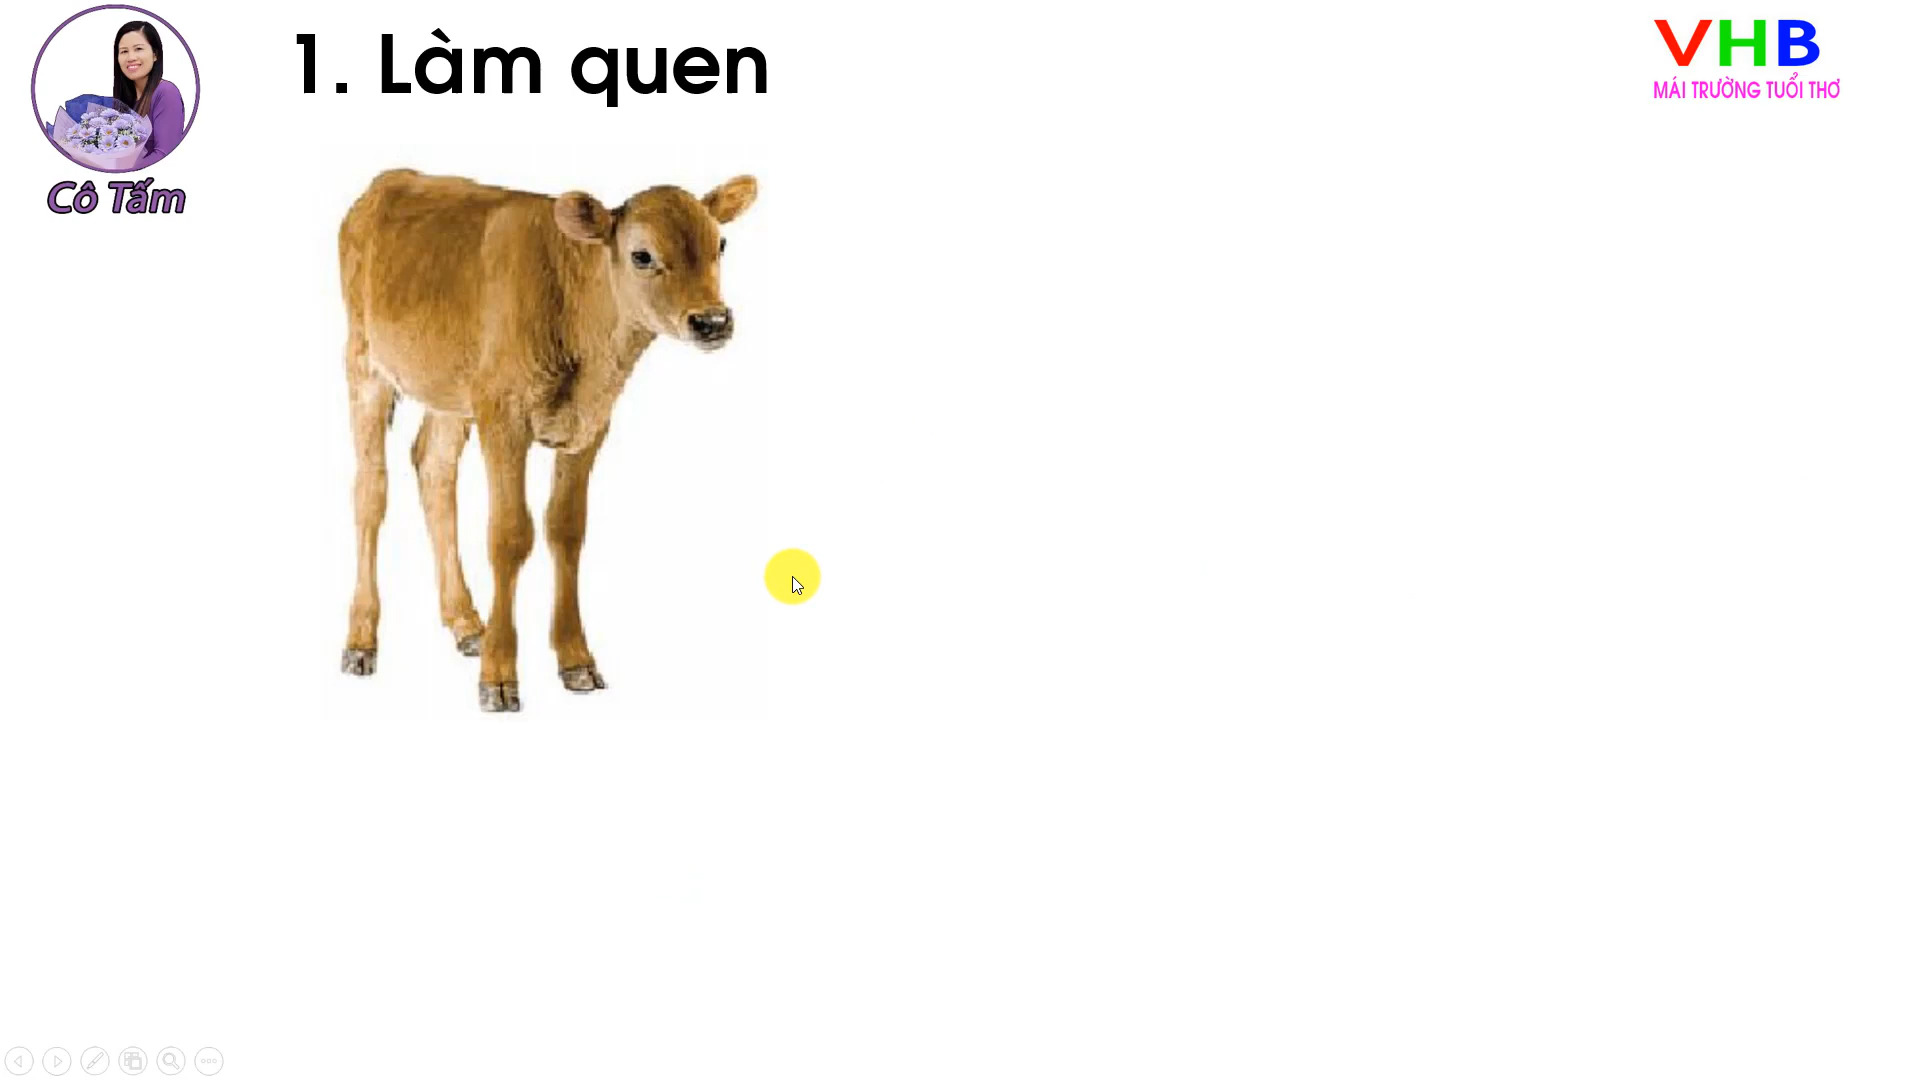 1. Làm quen
VHB
MÁI TRƯỜNG TUỔI THƠ
Cô Tấm